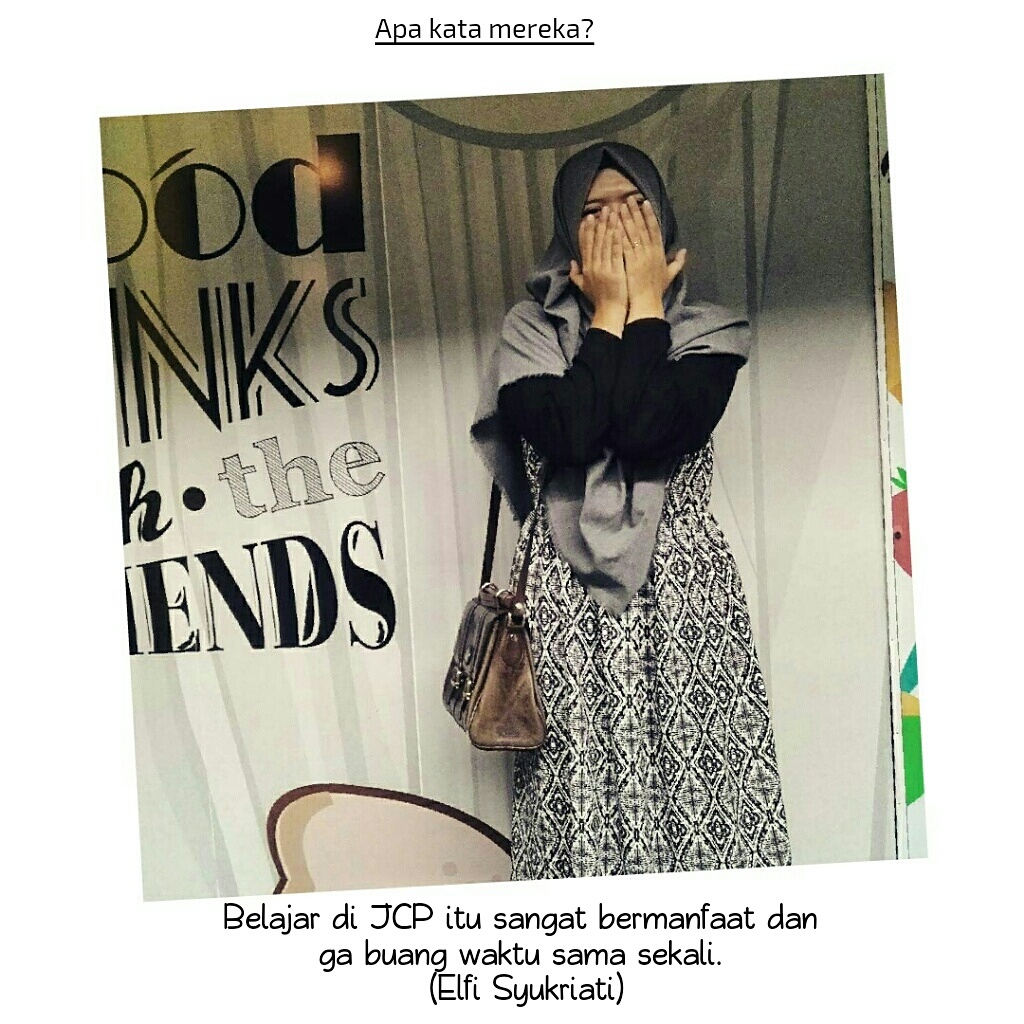 Apa kata mereka?
ood
INKS
h • the
IENDS
Belajar di JCP itu sangat bermanfaat dan
ga buang waktu sama sekali.
(Elfi Syukriati)